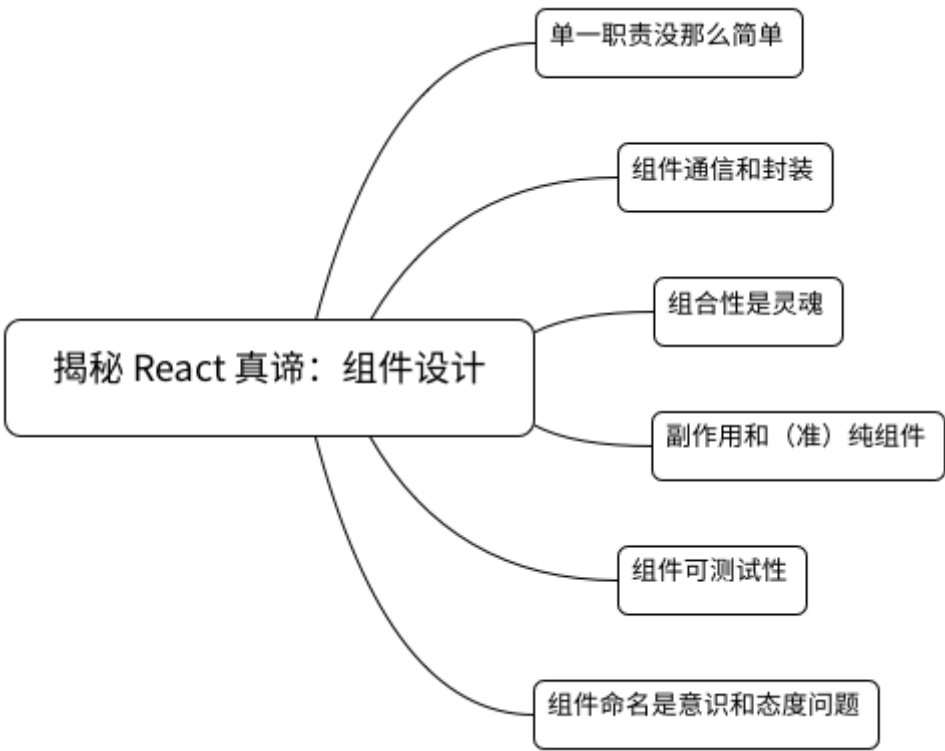 单一职责没那么简单
组件通信和封装
组合性是灵魂
揭秘 React 真谛：组件设计
副作用和（准）纯组件
组件可测试性
组件命名是意识和态度问题